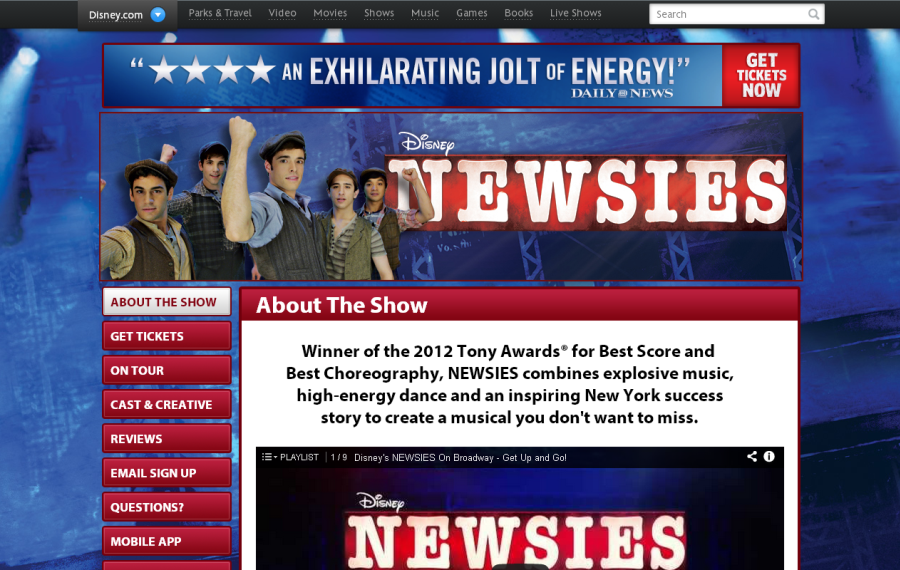 Disney.com
Parks & Travel Video Movies Shows Music Games Books Live Shows
Search
“★★★★ AN EXHILARATING JOLT OF ENERGY!”
DAILY NEWS
GET
TICKETS
NOW
Disney
NEWSIES
ABOUT THE SHOW
GET TICKETS
ON TOUR
CAST & CREATIVE
REVIEWS
EMAIL SIGN UP
QUESTIONS?
MOBILE APP
About The Show
Winner of the 2012 Tony Awards® for Best Score and
Best Choreography, NEWSIES combines explosive music,
high-energy dance and an inspiring New York success
story to create a musical you don't want to miss.
PLAYLIST 1 / 9 Disney's NEWSIES On Broadway - Get Up and Go!
Disney
NEWSIES